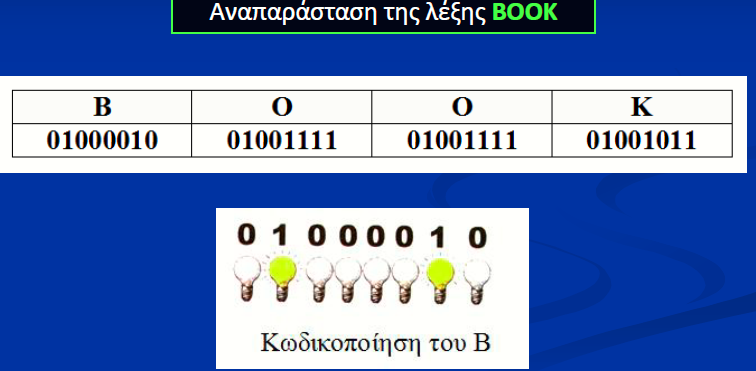 Αναπαράσταση της λέξης BOOK
B O O K
01000010 01001111 01001111 01001011
0 1 0 0 0 0 1 0
Κωδικοποίηση του Β